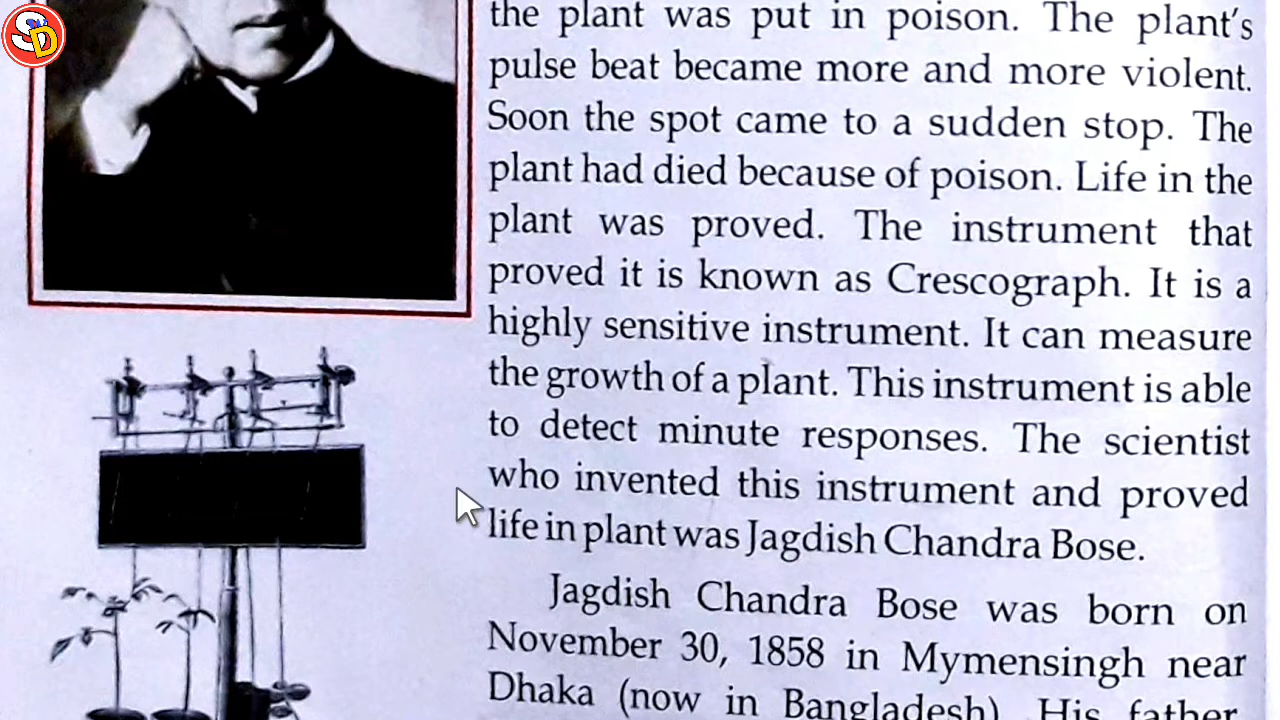 SD
the plant was put in poison. The plant's
pulse beat became more and more violent.
Soon the spot came to a sudden stop. The
plant had died because of poison. Life in the
plant was proved. The instrument that
proved it is known as Crescograph. It is a
highly sensitive instrument. It can measure
the growth of a plant. This instrument is able
to detect minute responses. The scientist
who invented this instrument and proved
life in plant was Jagdish Chandra Bose.
Jagdish Chandra Bose was born on
November 30, 1858 in Mymensingh near
Dhaka (now in Bangladesh). His father,